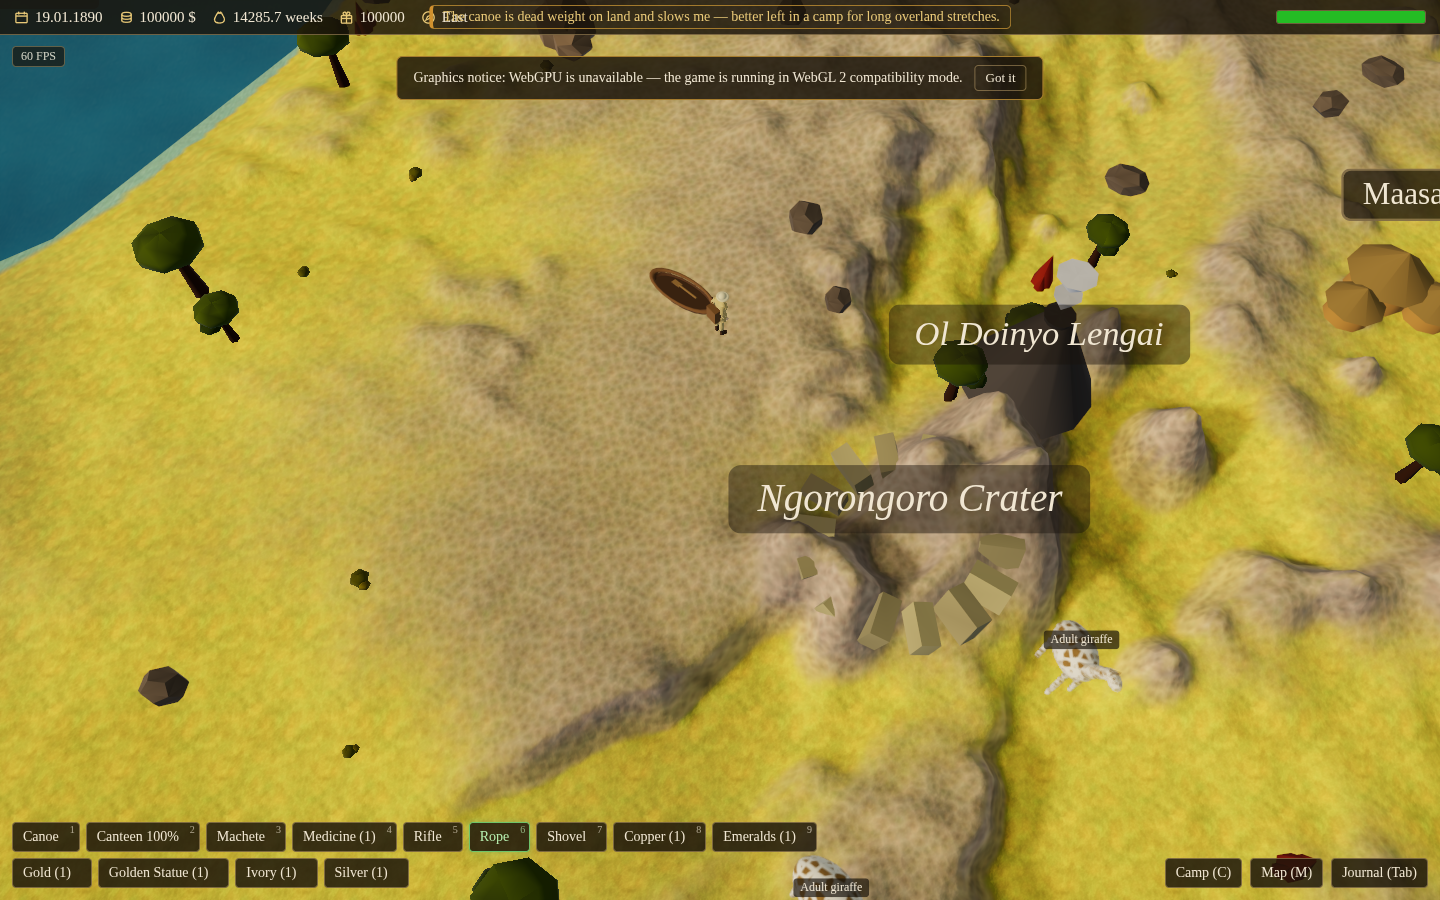 19.01.1890 100000 $ 14285.7 weeks 100000 East
The canoe is dead weight on land and slows me — better left in a camp for long overland stretches.
60 FPS
Graphics notice: WebGPU is unavailable — the game is running in WebGL 2 compatibility mode. Got it
Maasa
Ol Doinyo Lengai
Ngorongoro Crater
Adult giraffe
Adult giraffe
Canoe 1 Canteen 100% 2 Machete 3 Medicine (1) 4 Rifle 5 Rope 6 Shovel 7 Copper (1) 8 Emeralds (1) 9
Gold (1) Golden Statue (1) Ivory (1) Silver (1)
Camp (C) Map (M) Journal (Tab)